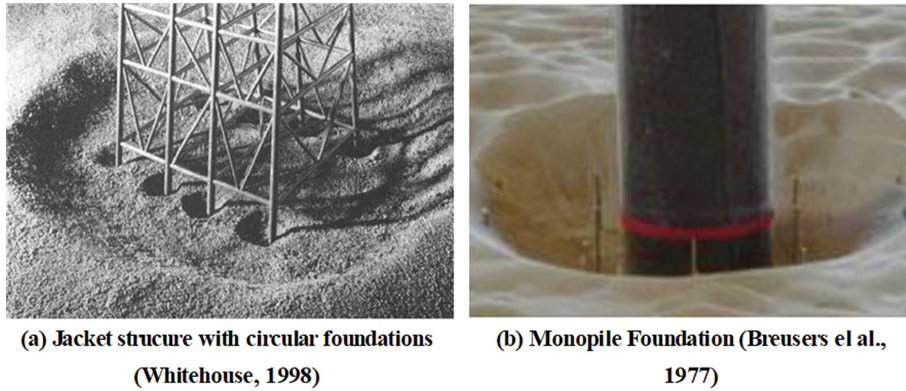 (a) Jacket strucure with circular foundations
(Whitehouse, 1998)
(b) Monopile Foundation (Breusers el al.,
1977)